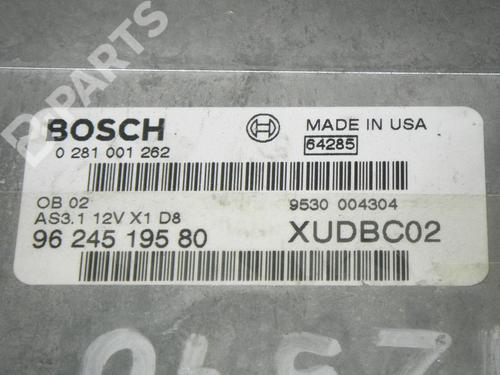 B PARTS
BOSCH
MADE IN USA
0 281 001 262
64285
OB 02
9530 004304
AS3.1 12V X1 D8
96 245 195 80
XUDBC02
B PARTS